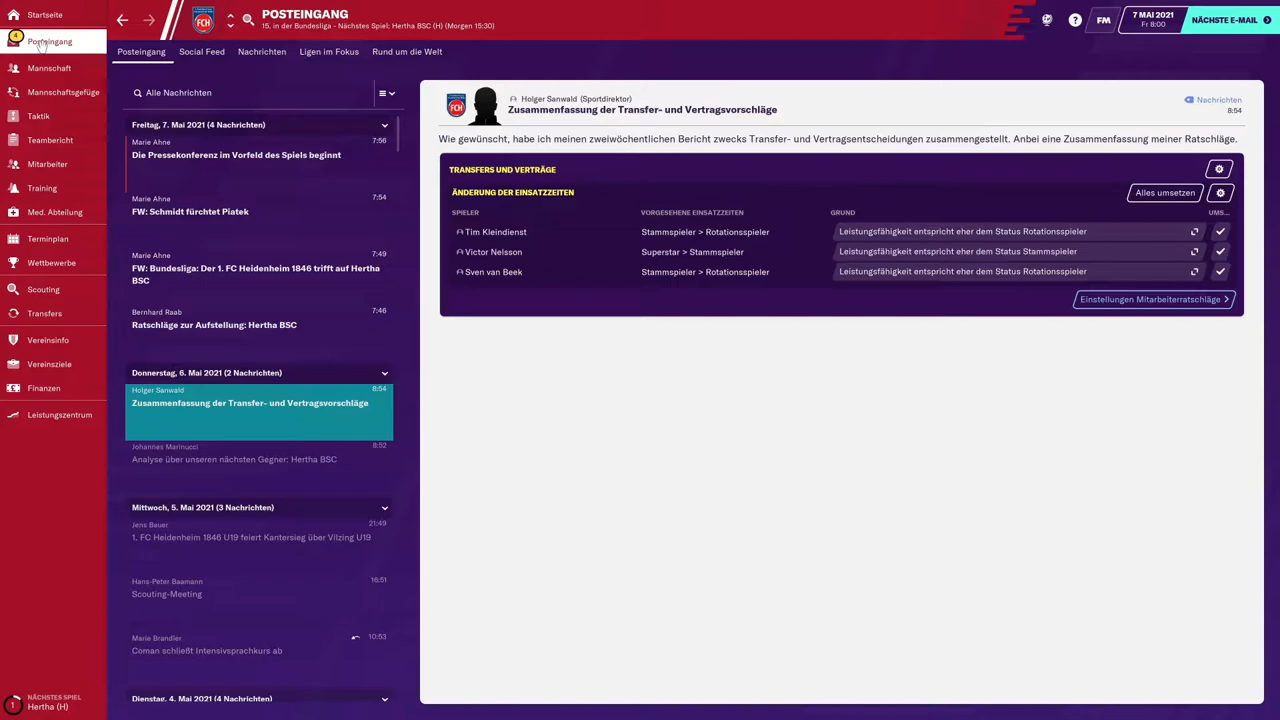 Startseite
4
Posteingang
Mannschaft
Mannschaftsgefüge
Taktik
Teambericht
Mitarbeiter
Training
Med. Abteilung
Terminplan
Wettbewerbe
Scouting
Transfers
Vereinsinfo
Vereinsziele
Finanzen
Leistungszentrum
1
NÄCHSTES SPIEL
Hertha (H)
FCH
POSTEINGANG
15. in der Bundesliga - Nächstes Spiel: Hertha BSC (H) (Morgen 15:30)
?
FM
7 MAI 2021
Fr 8:00
NÄCHSTE E-MAIL
Posteingang
Social Feed
Nachrichten
Ligen im Fokus
Rund um die Welt
Alle Nachrichten
Freitag, 7. Mai 2021 (4 Nachrichten)
Marie Ahne 7:56
Die Pressekonferenz im Vorfeld des Spiels beginnt
Marie Ahne 7:54
FW: Schmidt fürchtet Piatek
Marie Ahne 7:49
FW: Bundesliga: Der 1. FC Heidenheim 1846 trifft auf Hertha
BSC
Bernhard Raab 7:46
Ratschläge zur Aufstellung: Hertha BSC
Donnerstag, 6. Mai 2021 (2 Nachrichten)
Holger Sanwald 8:54
Zusammenfassung der Transfer- und Vertragsvorschläge
Johannes Marinucci 8:52
Analyse über unseren nächsten Gegner: Hertha BSC
Mittwoch, 5. Mai 2021 (3 Nachrichten)
Jens Bauer 21:49
1. FC Heidenheim 1846 U19 feiert Kantersieg über Vilzing U19
Hans-Peter Baamann 16:51
Scouting-Meeting
Marie Brandler 10:53
Coman schließt Intensivsprachkurs ab
Dienstag, 4. Mai 2021 (4 Nachrichten)
FCH
Holger Sanwald (Sportdirektor)
Zusammenfassung der Transfer- und Vertragsvorschläge
Nachrichten
8:54
Wie gewünscht, habe ich meinen zweiwöchentlichen Bericht zwecks Transfer- und Vertragsentscheidungen zusammengestellt. Anbei eine Zusammenfassung meiner Ratschläge.
TRANSFERS UND VERTRÄGE
ÄNDERUNG DER EINSATZZEITEN
Alles umsetzen
SPIELER VORGESEHENE EINSATZZEITEN GRUND UMS...
Tim Kleindienst Stammspieler > Rotationsspieler Leistungsfähigkeit entspricht eher dem Status Rotationsspieler
Victor Nelsson Superstar > Stammspieler Leistungsfähigkeit entspricht eher dem Status Stammspieler
Sven van Beek Stammspieler > Rotationsspieler Leistungsfähigkeit entspricht eher dem Status Rotationsspieler
Einstellungen Mitarbeiterratschläge